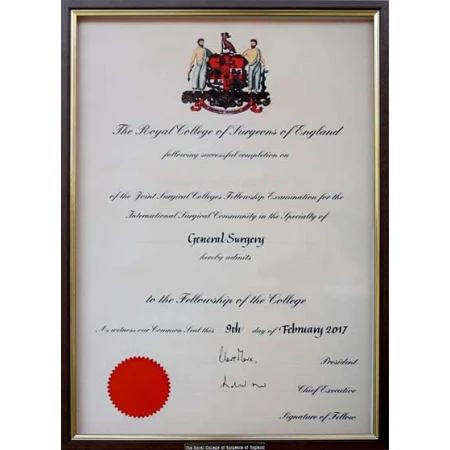 The Royal College of Surgeons of England
following successful completion on
of the Joint Surgical Colleges Fellowship Examination for the
International Surgical Community in the Specialty of
General Surgery
hereby admits
to the Fellowship of the College
As witness our Common Seal this 9th day of February 2017
President
Chief Executive
Signature of Fellow
The Royal College of Surgeons of England